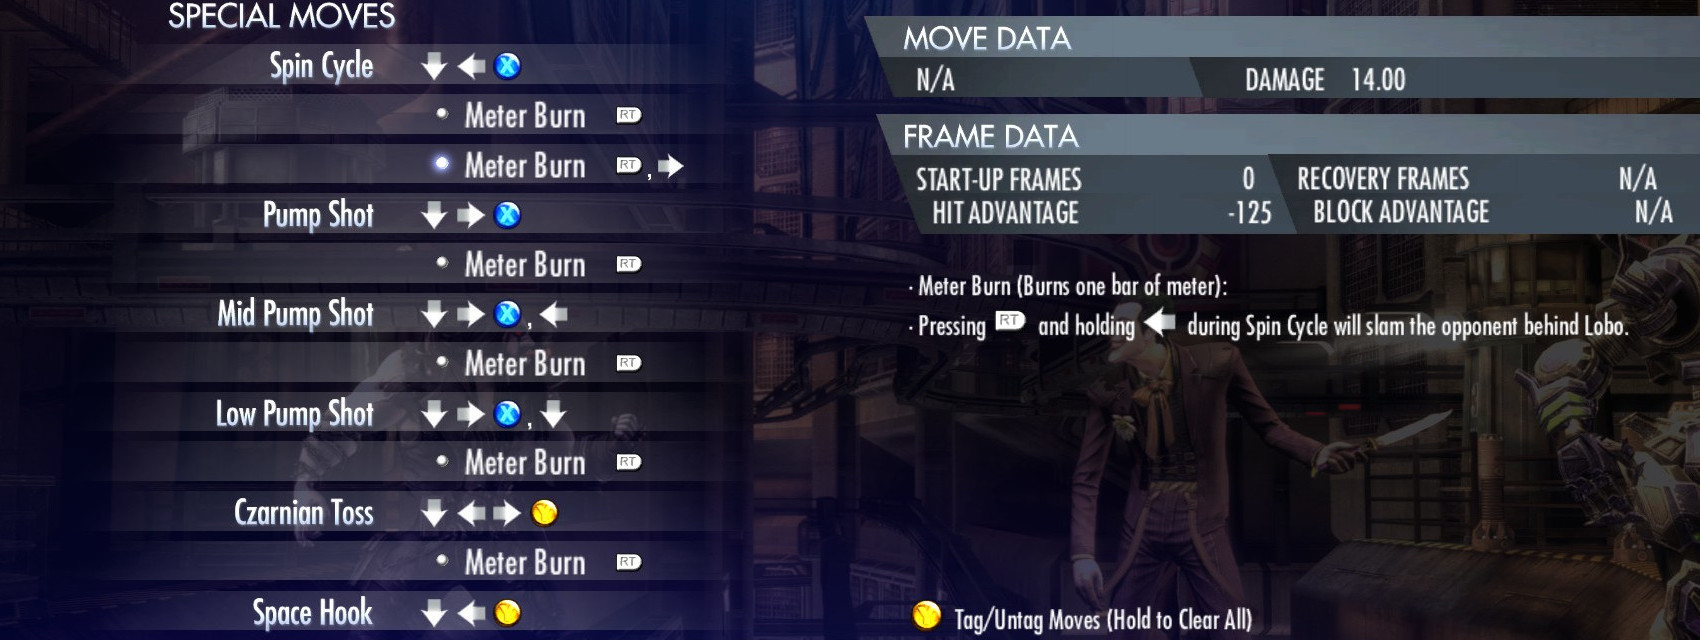 SPECIAL MOVES
Spin Cycle X
Meter Burn RT
Meter Burn RT,
Pump Shot X
Meter Burn RT
Mid Pump Shot X ,
Meter Burn RT
Low Pump Shot X ,
Meter Burn RT
Czarnian Toss Y
Meter Burn RT
Space Hook Y
MOVE DATA
N/A DAMAGE 14.00
FRAME DATA
START-UP FRAMES 0 RECOVERY FRAMES N/A
HIT ADVANTAGE -125 BLOCK ADVANTAGE N/A
· Meter Burn (Burns one bar of meter):
· Pressing RT and holding during Spin Cycle will slam the opponent behind Lobo.
Y Tag/Untag Moves (Hold to Clear All)